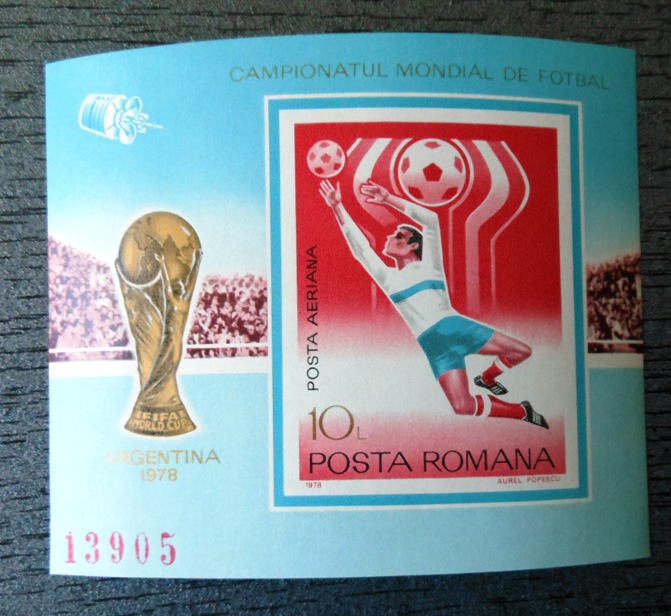 CAMPIONATUL MONDIAL DE FOTBAL
POSTA AERIANA
10L
POSTA ROMANA
1978
AUREL POPESCU
FIFA
WORLD CUP
ARGENTINA
1978
13905